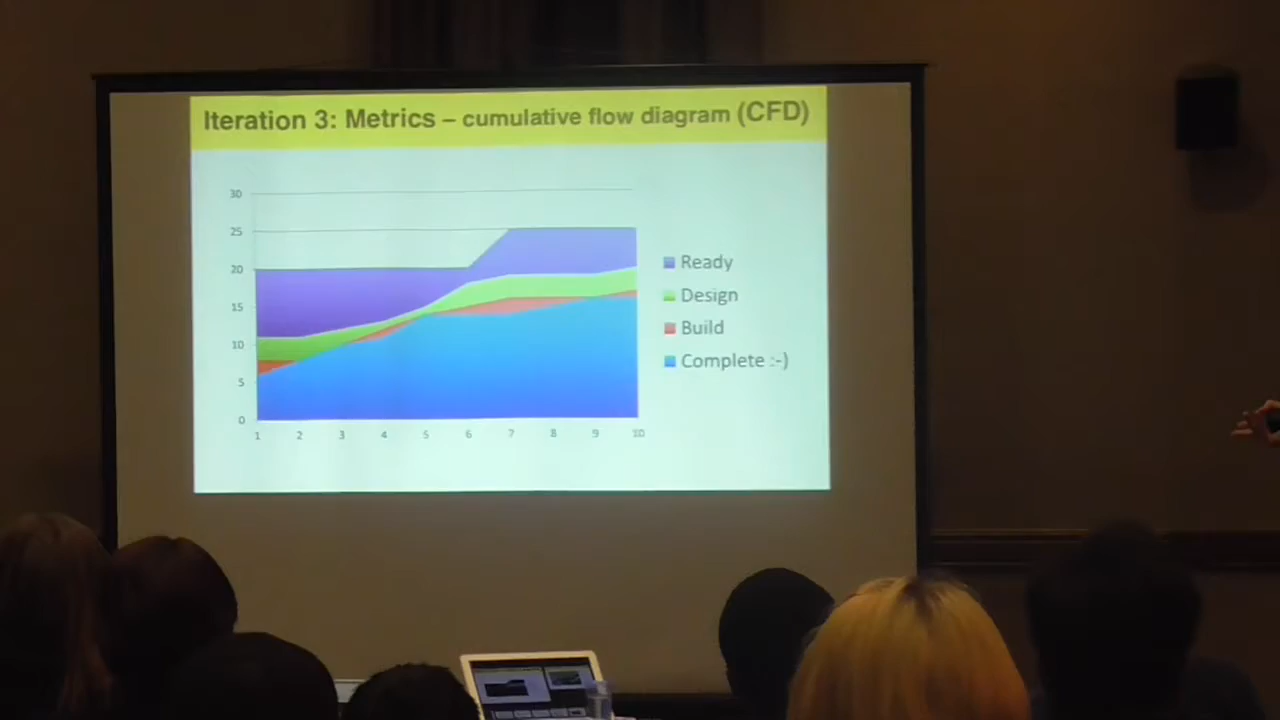 Iteration 3: Metrics – cumulative flow diagram (CFD)
30
25
20
15
10
5
0
1 2 3 4 5 6 7 8 9 10
Ready
Design
Build
Complete :-)